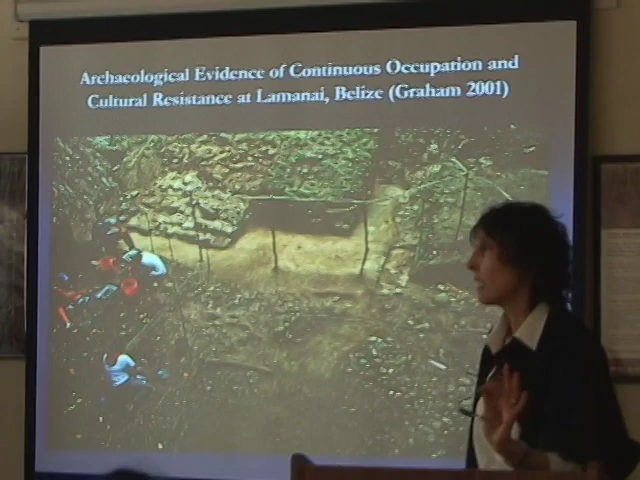 Archaeological Evidence of Continuous Occupation and
Cultural Resistance at Lamanai, Belize (Graham 2001)